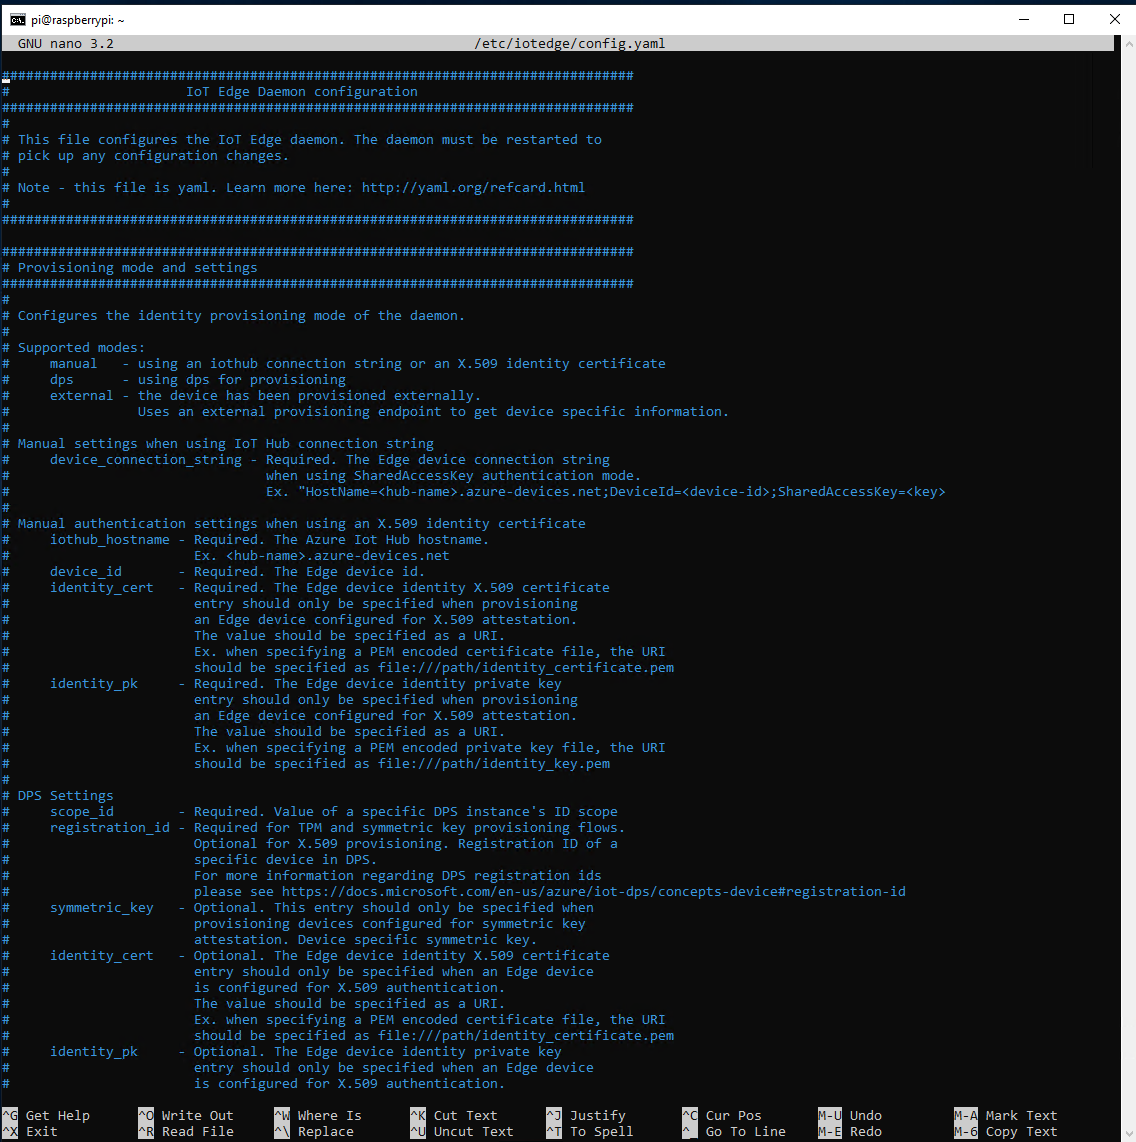 pi@raspberrypi: ~
GNU nano 3.2 /etc/iotedge/config.yaml
###############################################################################
# IoT Edge Daemon configuration
###############################################################################
#
# This file configures the IoT Edge daemon. The daemon must be restarted to
# pick up any configuration changes.
#
# Note - this file is yaml. Learn more here: http://yaml.org/refcard.html
#
###############################################################################
###############################################################################
# Provisioning mode and settings
###############################################################################
#
# Configures the identity provisioning mode of the daemon.
#
# Supported modes:
#     manual   - using an iothub connection string or an X.509 identity certificate
#     dps      - using dps for provisioning
#     external - the device has been provisioned externally.
#                Uses an external provisioning endpoint to get device specific information.
#
# Manual settings when using IoT Hub connection string
#     device_connection_string - Required. The Edge device connection string
#                                when using SharedAccessKey authentication mode.
#                                Ex. "HostName=<hub-name>.azure-devices.net;DeviceId=<device-id>;SharedAccessKey=<key>
#
# Manual authentication settings when using an X.509 identity certificate
#     iothub_hostname - Required. The Azure Iot Hub hostname.
#                       Ex. <hub-name>.azure-devices.net
#     device_id       - Required. The Edge device id.
#     identity_cert   - Required. The Edge device identity X.509 certificate
#                       entry should only be specified when provisioning
#                       an Edge device configured for X.509 attestation.
#                       The value should be specified as a URI.
#                       Ex. when specifying a PEM encoded certificate file, the URI
#                       should be specified as file:///path/identity_certificate.pem
#     identity_pk     - Required. The Edge device identity private key
#                       entry should only be specified when provisioning
#                       an Edge device configured for X.509 attestation.
#                       The value should be specified as a URI.
#                       Ex. when specifying a PEM encoded private key file, the URI
#                       should be specified as file:///path/identity_key.pem
#
# DPS Settings
#     scope_id        - Required. Value of a specific DPS instance's ID scope
#     registration_id - Required for TPM and symmetric key provisioning flows.
#                       Optional for X.509 provisioning. Registration ID of a
#                       specific device in DPS.
#                       For more information regarding DPS registration ids
#                       please see https://docs.microsoft.com/en-us/azure/iot-dps/concepts-device#registration-id
#     symmetric_key   - Optional. This entry should only be specified when
#                       provisioning devices configured for symmetric key
#                       attestation. Device specific symmetric key.
#     identity_cert   - Optional. The Edge device identity X.509 certificate
#                       entry should only be specified when an Edge device
#                       is configured for X.509 authentication.
#                       The value should be specified as a URI.
#                       Ex. when specifying a PEM encoded certificate file, the URI
#                       should be specified as file:///path/identity_certificate.pem
#     identity_pk     - Optional. The Edge device identity private key
#                       entry should only be specified when an Edge device
#                       is configured for X.509 authentication.
^G Get Help ^O Write Out ^W Where Is ^K Cut Text ^J Justify ^C Cur Pos M-U Undo M-A Mark Text
^X Exit ^R Read File ^\ Replace ^U Uncut Text ^T To Spell ^_ Go To Line M-E Redo M-6 Copy Text